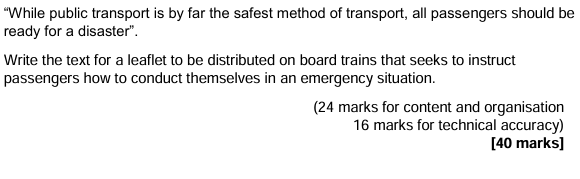 “While public transport is by far the safest method of transport, all passengers should be
ready for a disaster”.
Write the text for a leaflet to be distributed on board trains that seeks to instruct
passengers how to conduct themselves in an emergency situation.
(24 marks for content and organisation
16 marks for technical accuracy)
[40 marks]